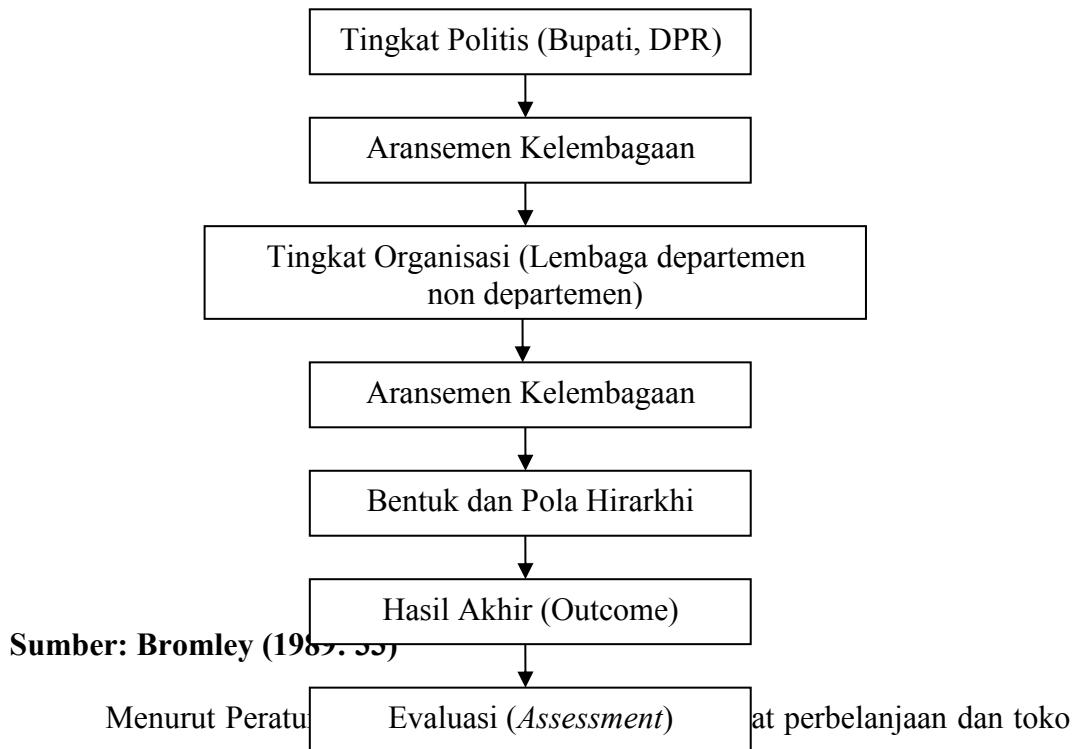 Tingkat Politis (Bupati, DPR)
Aransemen Kelembagaan
Tingkat Organisasi (Lembaga departemen
non departemen)
Aransemen Kelembagaan
Bentuk dan Pola Hirarkhi
Hasil Akhir (Outcome)
Sumber: Bromley
Evaluasi (Assessment)
Menurut at perbelanjaan dan toko